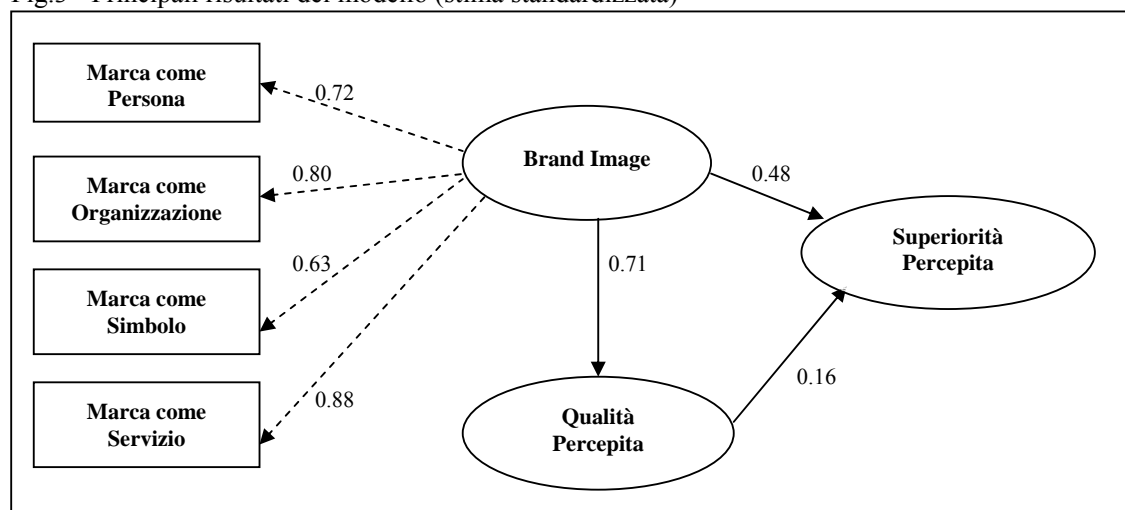 Fig.3 - Principali risultati del modello (stima standardizzata)
Marca come
Persona
0.72
Marca come
Organizzazione
0.80
Brand Image
0.48
Superiorità
Percepita
Marca come
Simbolo
0.63
0.71
Marca come
Servizio
0.88
Qualità
Percepita
0.16